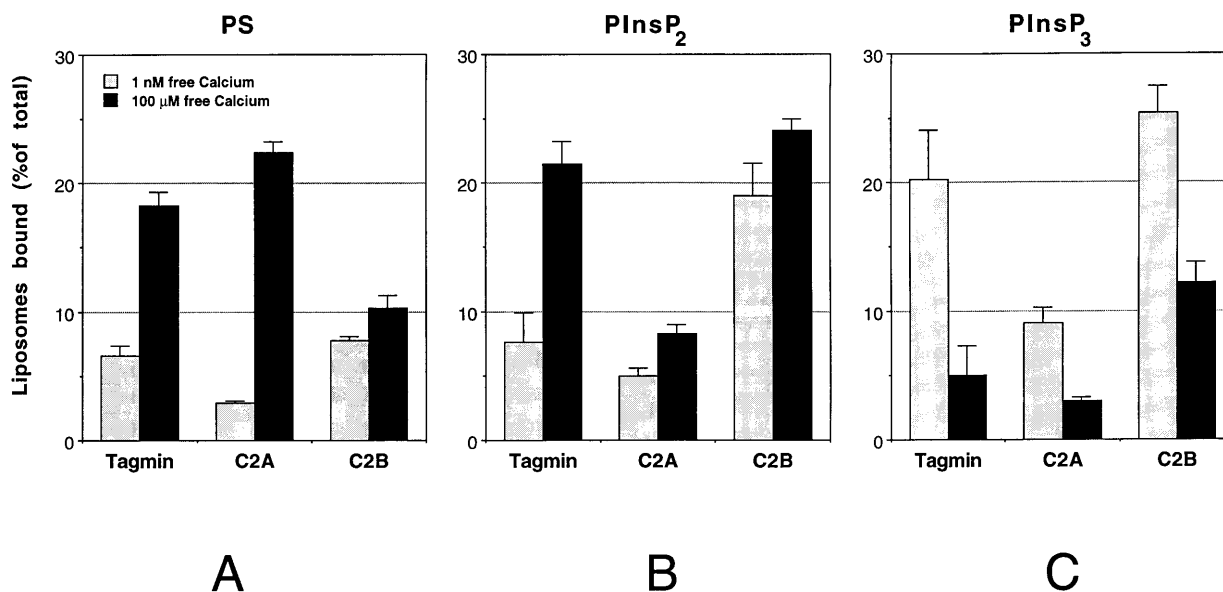 PS
Liposomes bound (%of total)
30
20
10
0
1 nM free Calcium
100 µM free Calcium
Tagmin C2A C2B
A
PInsP2
30
20
10
0
Tagmin C2A C2B
B
PInsP3
30
20
10
0
Tagmin C2A C2B
C